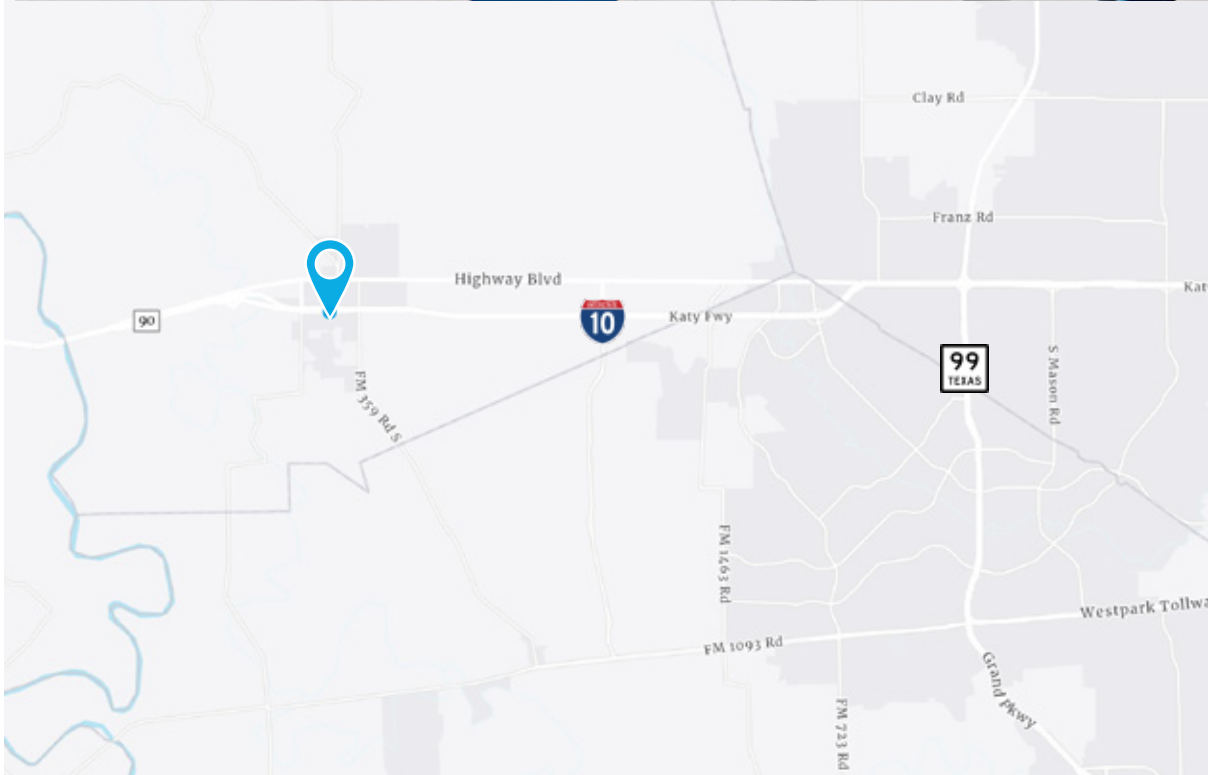 Clay Rd
Franz Rd
Highway Blvd
90
10
Katy Fwy
99
TEXAS
S Mason Rd
FM 359 Rd S
FM 1463 Rd
Westpark Tollwa
FM 1093 Rd
Grand Pkwy
FM 723 Rd